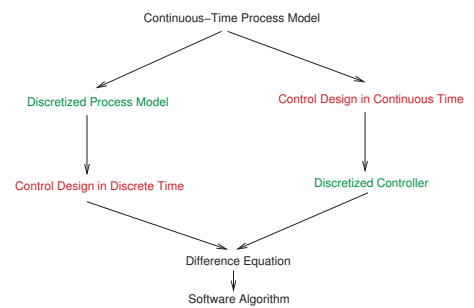 Continuous−Time Process Model
Discretized Process Model
Control Design in Continuous Time
Control Design in Discrete Time
Discretized Controller
Difference Equation
Software Algorithm